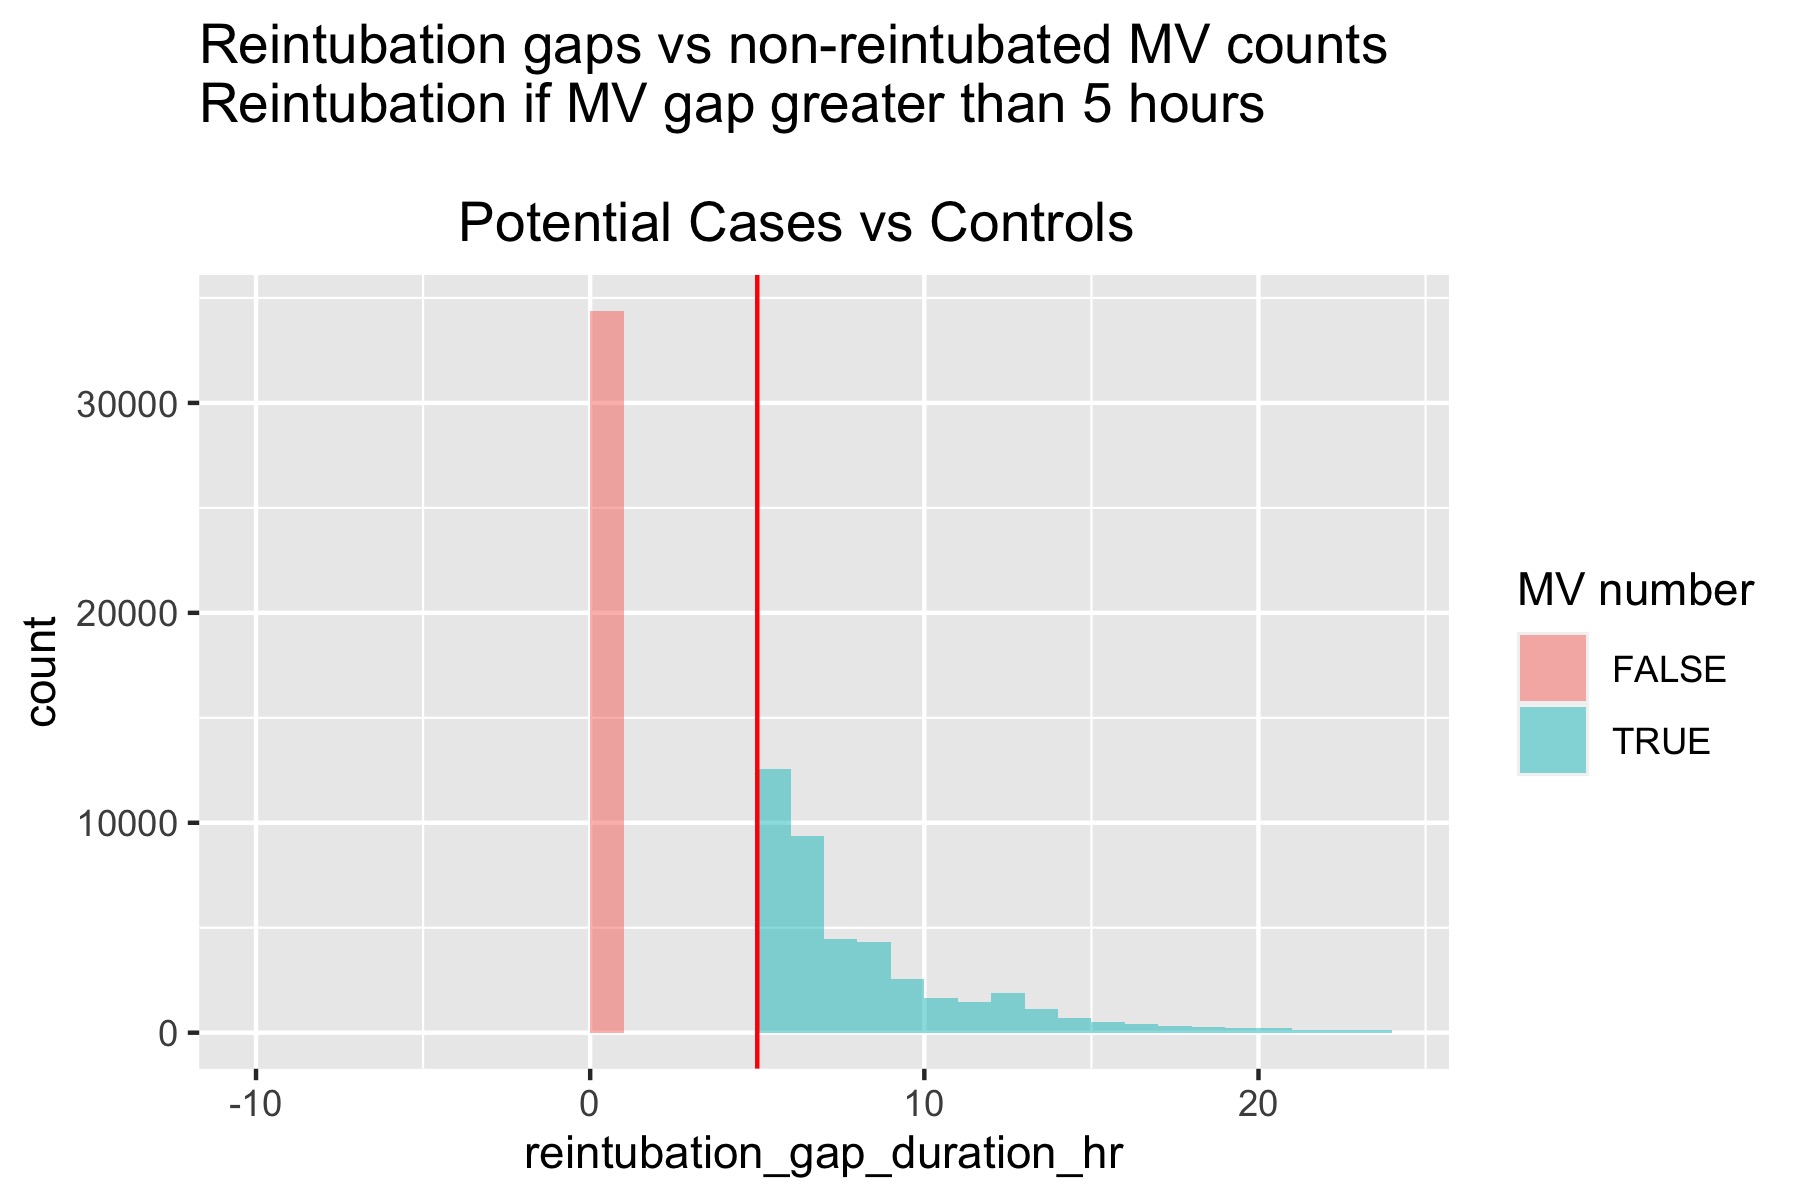 Reintubation gaps vs non-reintubated MV counts
Reintubation if MV gap greater than 5 hours
Potential Cases vs Controls
30000
20000
10000
0
count
-10
0
10
20
reintubation_gap_duration_hr
MV number
FALSE
TRUE